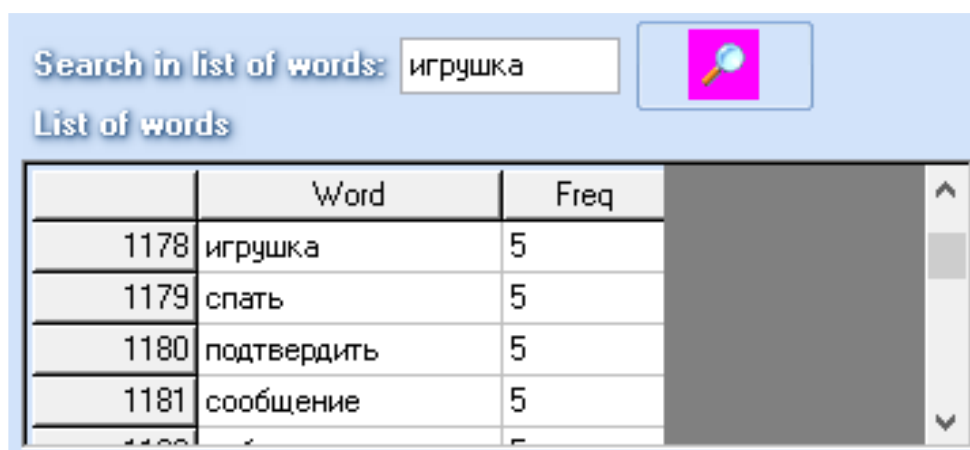 Search in list of words: игрушка
List of words
Word Freq
1178 игрушка 5
1179 спать 5
1180 подтвердить 5
1181 сообщение 5